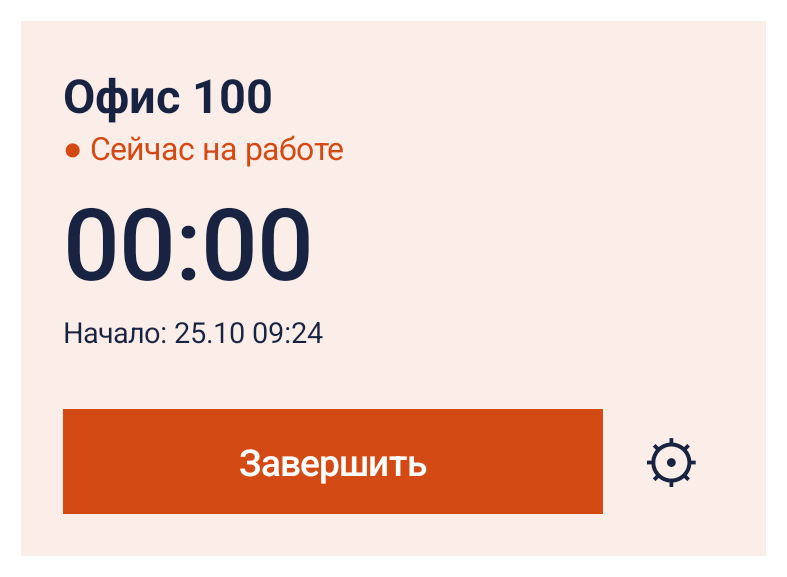 Офис 100
● Сейчас на работе
00:00
Начало: 25.10 09:24
Завершить